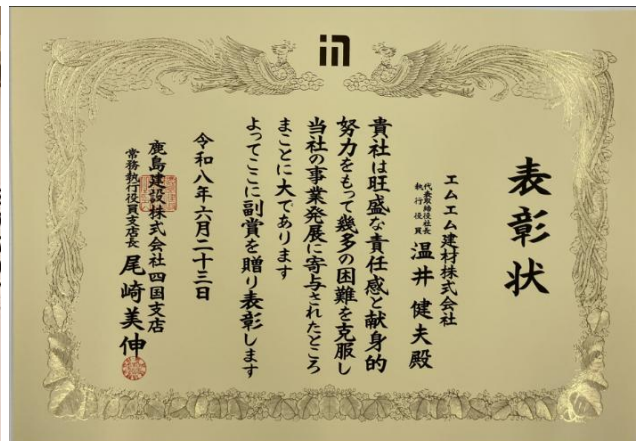 表彰状
エムエム建材株式会社
代表取締役社長
執行役員
温井健夫殿
貴社は旺盛な責任感と献身的
努力をもって幾多の困難を克服し
当社の事業発展に寄与されたところ
まことに大であります
よってここに副賞を贈り表彰します
令和八年六月二十三日
鹿島建設株式会社四国支店
常務執行役員支店長 尾崎美伸